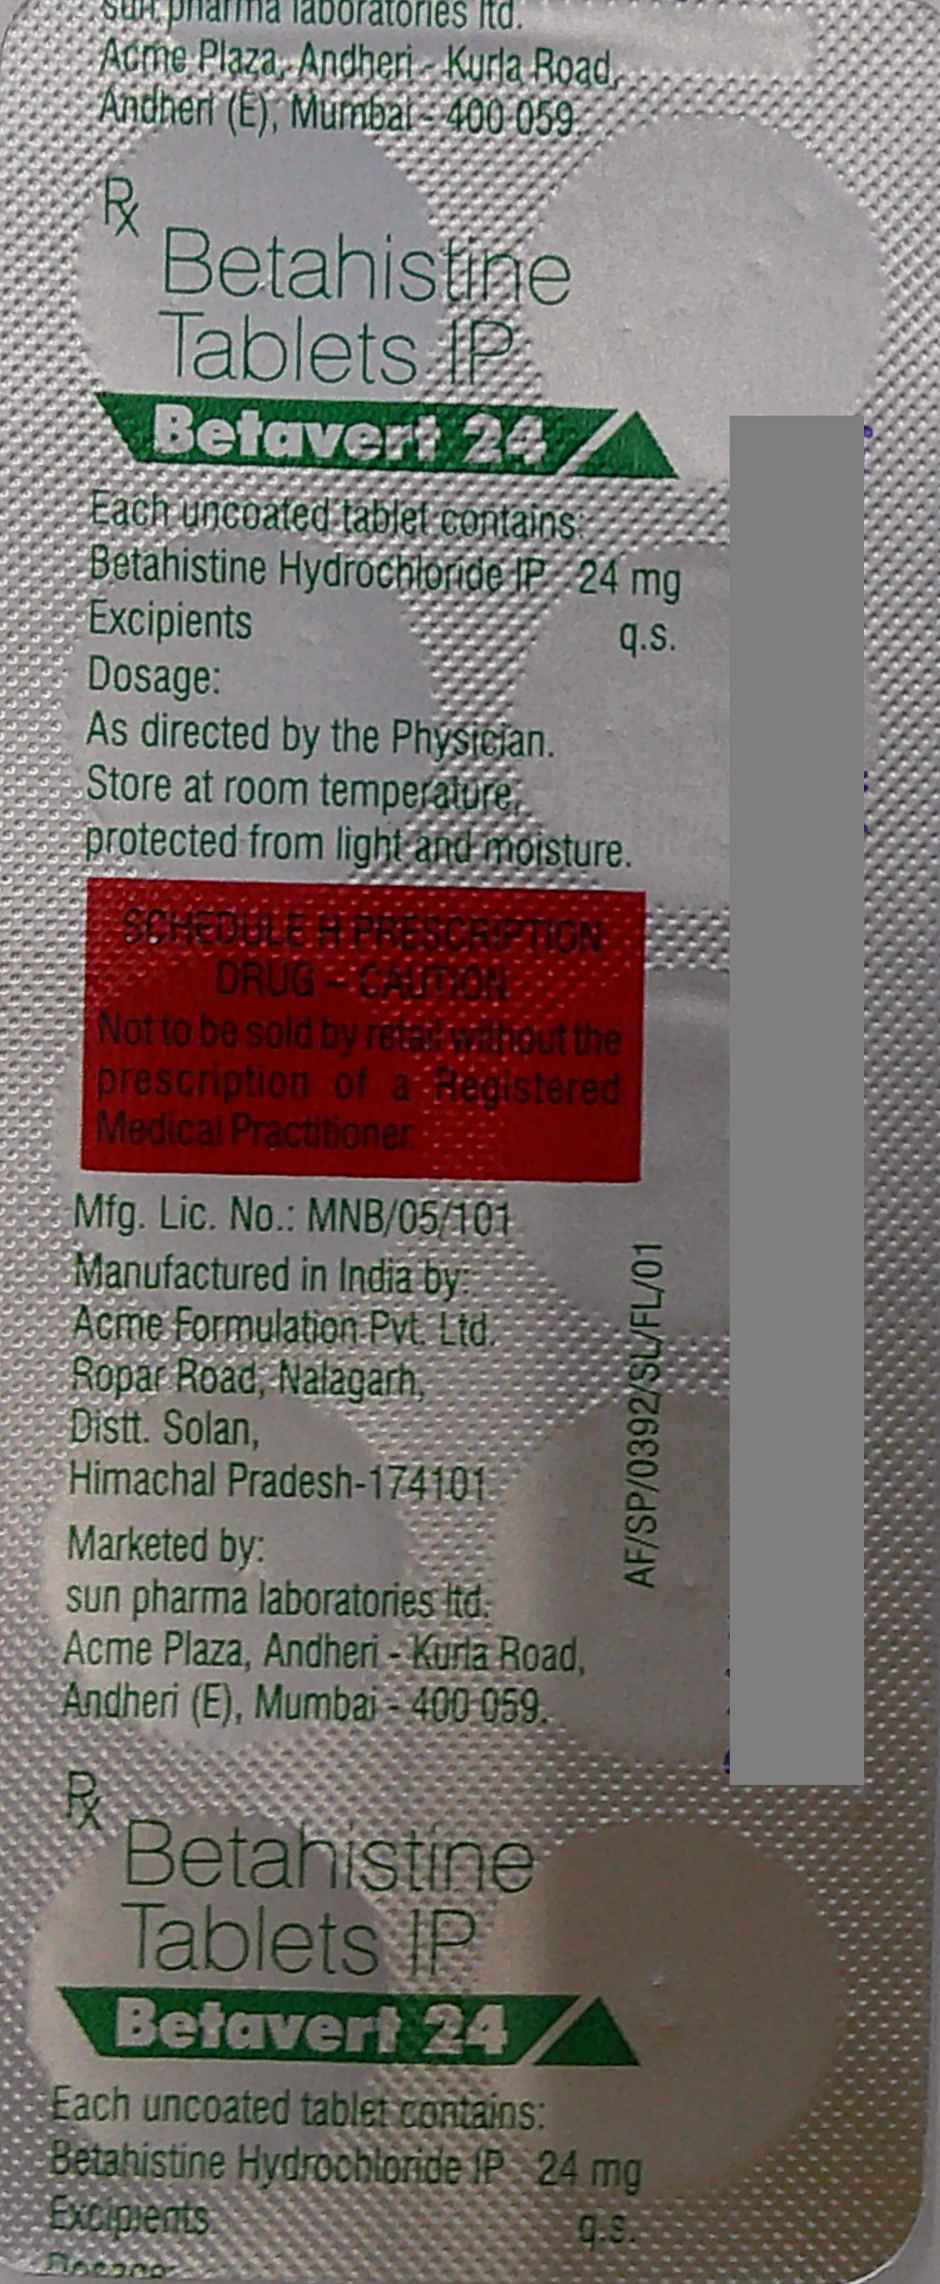 sun pharma laboratories ltd.
Acme Plaza, Andheri - Kurla Road,
Andheri (E), Mumbai - 400 059.
Rx
Betahistine
Tablets IP
Betavert 24
Each uncoated tablet contains:
Betahistine Hydrochloride IP 24 mg
Excipients q.s.
Dosage:
As directed by the Physician.
Store at room temperature,
protected from light and moisture.
SCHEDULE H PRESCRIPTION
DRUG – CAUTION
Not to be sold by retail without the
prescription of a Registered
Medical Practitioner.
Mfg. Lic. No.: MNB/05/101
Manufactured in India by:
Acme Formulation Pvt. Ltd.
Ropar Road, Nalagarh,
Distt. Solan,
Himachal Pradesh-174101.
AF/SP/0392/SL/FL/01
Marketed by:
sun pharma laboratories ltd.
Acme Plaza, Andheri - Kurla Road,
Andheri (E), Mumbai - 400 059.
Rx
Betahistine
Tablets IP
Betavert 24
Each uncoated tablet contains:
Betahistine Hydrochloride IP 24 mg
Excipients q.s.
Dosage: